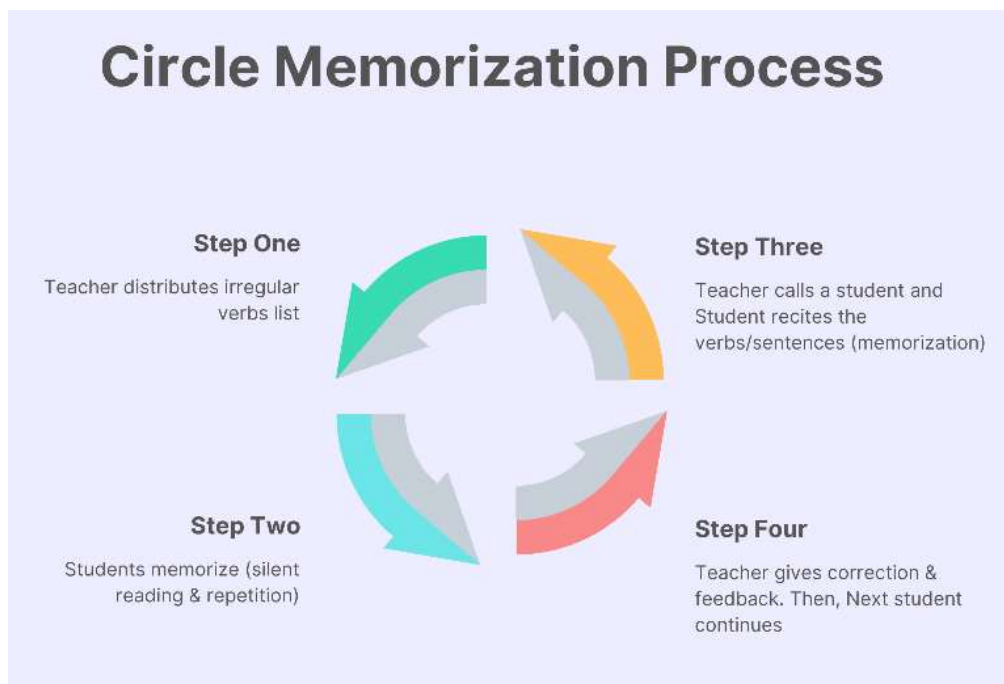 Circle Memorization Process
Step One
Teacher distributes irregular
verbs list
Step Two
Students memorize (silent
reading & repetition)
Step Three
Teacher calls a student and
Student recites the
verbs/sentences (memorization)
Step Four
Teacher gives correction &
feedback. Then, Next student
continues